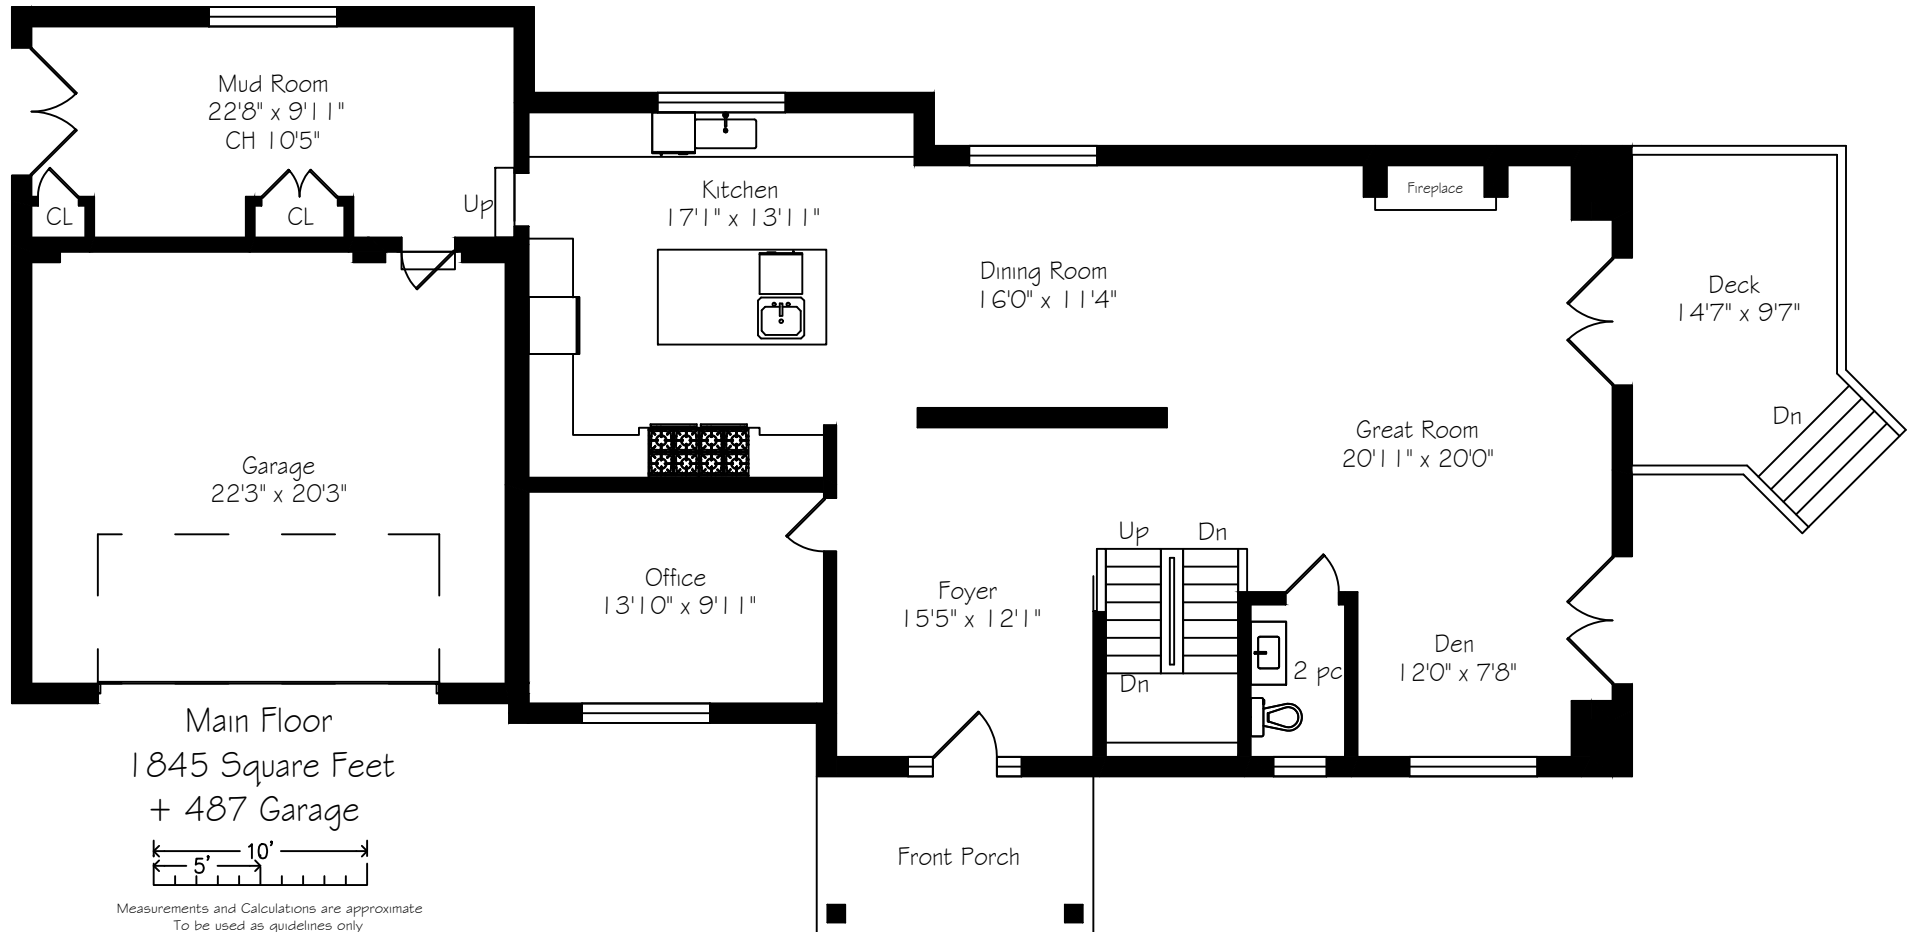 Mud Room
22'8" x 9'11"
CH 10'5"
CL
CL
Up
Kitchen
17'1" x 13'11"
Fireplace
Dining Room
16'0" x 11'4"
Deck
14'7" x 9'7"
Dn
Great Room
20'11" x 20'0"
Garage
22'3" x 20'3"
Up
Dn
Office
13'10" x 9'11"
Foyer
15'5" x 12'1"
Dn
2 pc
Den
12'0" x 7'8"
Main Floor
1845 Square Feet
+ 487 Garage
10'
5'
Front Porch
Measurements and Calculations are approximate
To be used as guidelines only